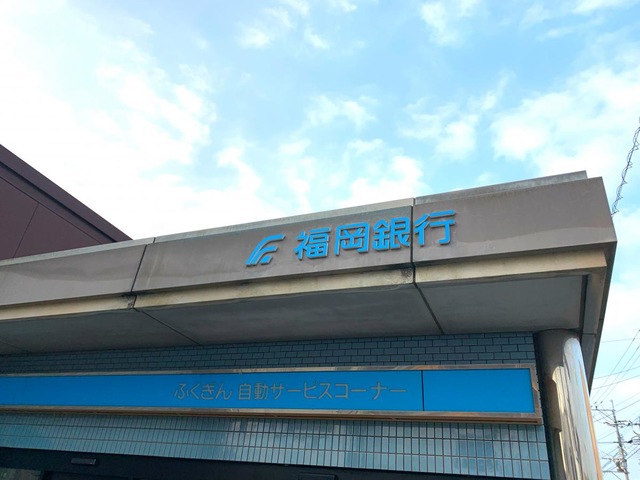 福岡銀行
ふくぎん 自動サービスコーナー